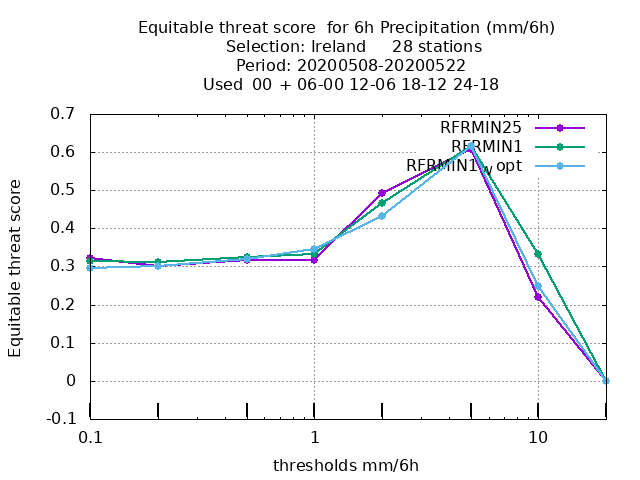 Equitable threat score  for 6h Precipitation (mm/6h)
Selection: Ireland     28 stations
Period: 20200508-20200522
Used  00  + 06-00 12-06 18-12 24-18
RFRMIN25
RFRMIN1
RFRMIN1_N opt
Equitable threat score
0.7
0.6
0.5
0.4
0.3
0.2
0.1
0
-0.1
0.1 1 10
thresholds mm/6h